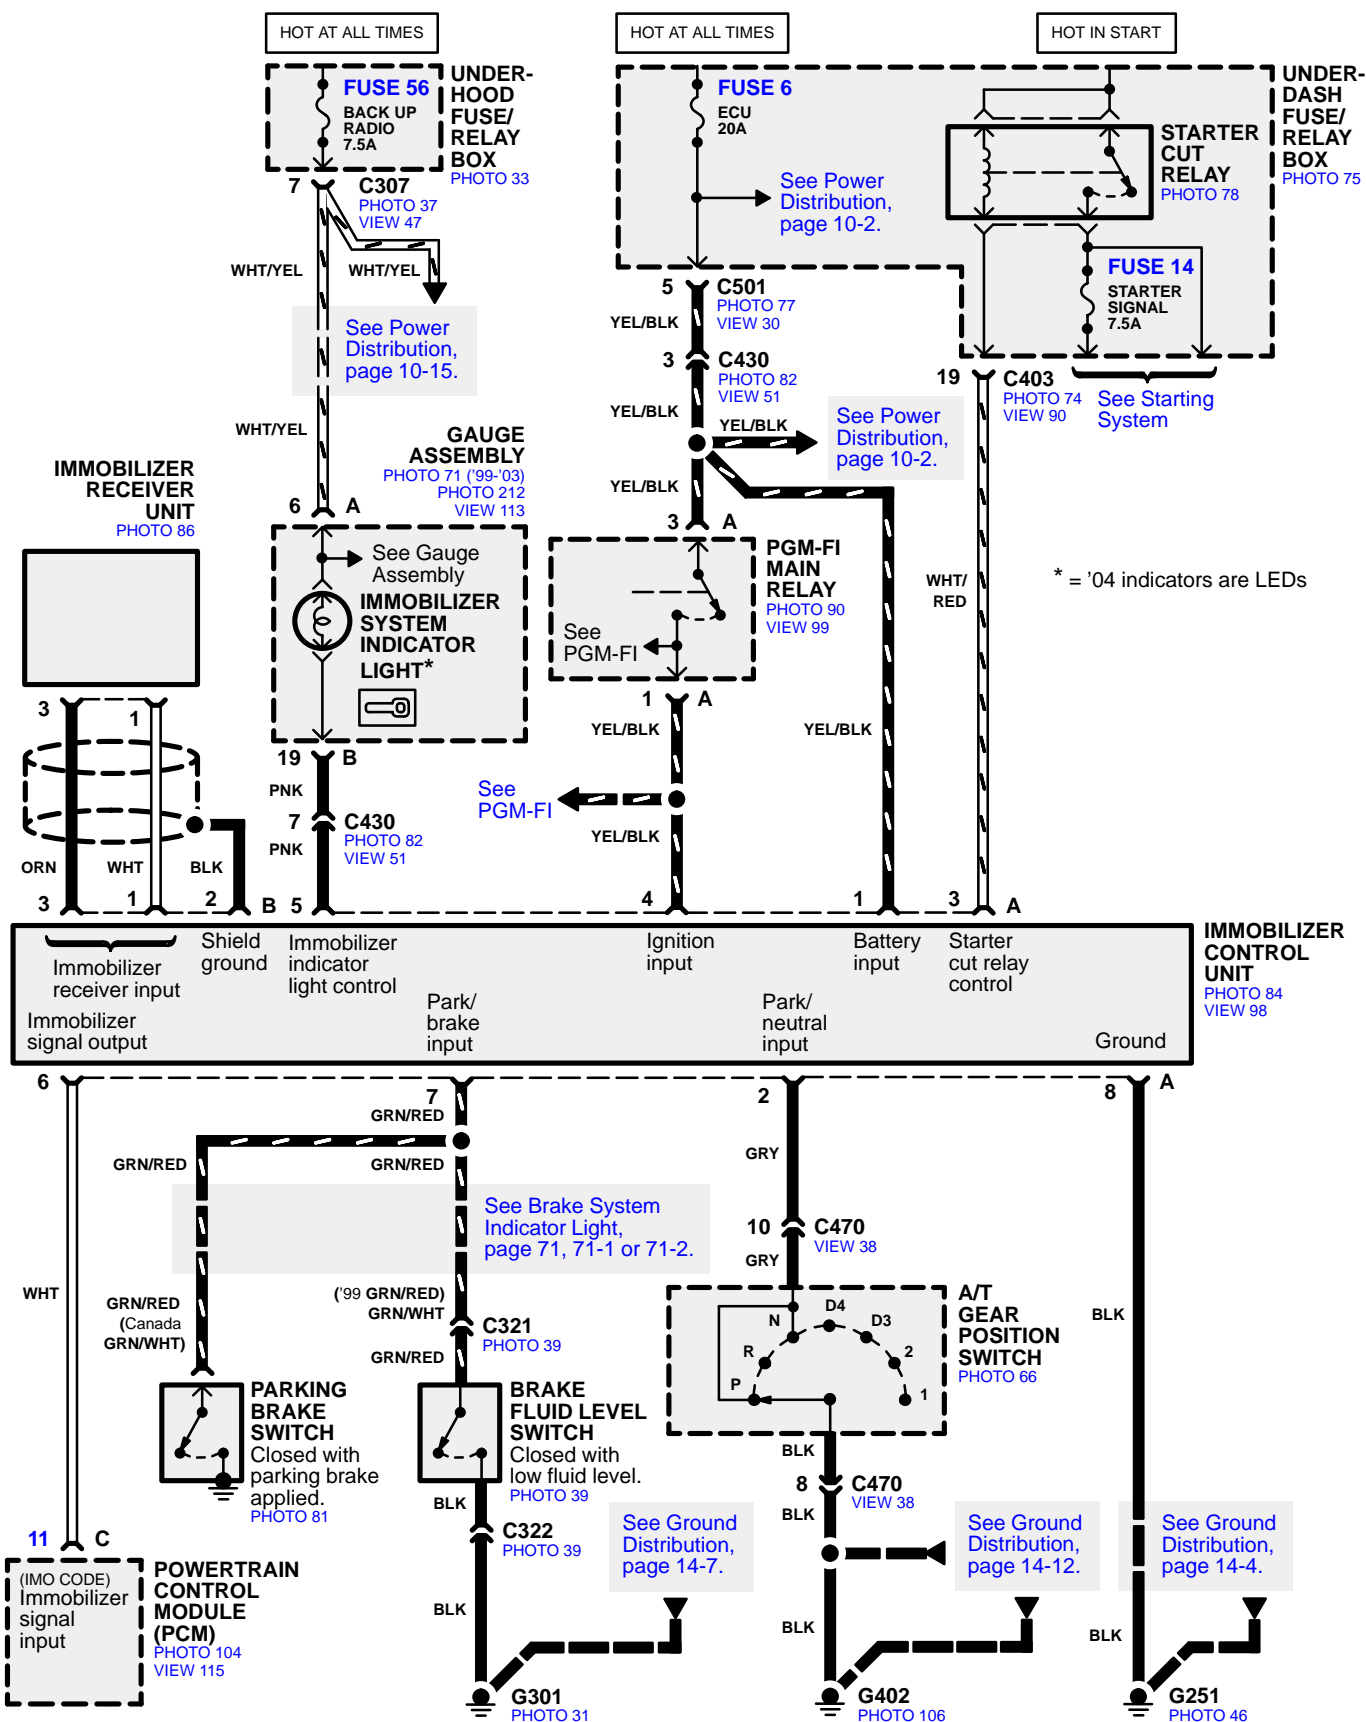 HOT AT ALL TIMES
HOT AT ALL TIMES
HOT IN START
FUSE 56
BACK UP
RADIO
7.5A
UNDER-
HOOD
FUSE/
RELAY
BOX
PHOTO 33
FUSE 6
ECU
20A
See Power
Distribution,
page 10-2.
STARTER
CUT
RELAY
PHOTO 78
UNDER-
DASH
FUSE/
RELAY
BOX
PHOTO 75
7
C307
PHOTO 37
VIEW 47
WHT/YEL
WHT/YEL
See Power
Distribution,
page 10-15.
FUSE 14
STARTER
SIGNAL
7.5A
5
C501
PHOTO 77
VIEW 30
YEL/BLK
3
C430
PHOTO 82
VIEW 51
YEL/BLK
YEL/BLK
See Power
Distribution,
page 10-2.
19
C403
PHOTO 74
VIEW 90
See Starting
System
WHT/YEL
GAUGE
ASSEMBLY
PHOTO 71 ('99-'03)
PHOTO 212
VIEW 113
6
A
YEL/BLK
3
A
IMMOBILIZER
RECEIVER
UNIT
PHOTO 86
See Gauge
Assembly
IMMOBILIZER
SYSTEM
INDICATOR
LIGHT*
See
PGM-FI
PGM-FI
MAIN
RELAY
PHOTO 90
VIEW 99
WHT/
RED
* = '04 indicators are LEDs
3
1
19
B
1
A
PNK
YEL/BLK
YEL/BLK
See
PGM-FI
7
C430
PHOTO 82
VIEW 51
PNK
YEL/BLK
ORN
WHT
BLK
3
1
2
B
5
4
1
3
A
Immobilizer
receiver input
Shield
ground
Immobilizer
indicator
light control
Ignition
input
Battery
input
Starter
cut relay
control
IMMOBILIZER
CONTROL
UNIT
PHOTO 84
VIEW 98
Immobilizer
signal output
Park/
brake
input
Park/
neutral
input
Ground
6
7
2
8
A
GRN/RED
GRN/RED
GRN/RED
GRY
See Brake System
Indicator Light,
page 71, 71-1 or 71-2.
10
C470
VIEW 38
GRY
WHT
GRN/RED
(Canada
GRN/WHT)
('99 GRN/RED)
GRN/WHT
C321
PHOTO 39
GRN/RED
BLK
N
D4
D3
R
2
P
1
A/T
GEAR
POSITION
SWITCH
PHOTO 66
PARKING
BRAKE
SWITCH
Closed with
parking brake
applied.
PHOTO 81
BRAKE
FLUID LEVEL
SWITCH
Closed with
low fluid level.
PHOTO 39
BLK
8
C470
VIEW 38
BLK
BLK
C322
PHOTO 39
See Ground
Distribution,
page 14-7.
See Ground
Distribution,
page 14-12.
See Ground
Distribution,
page 14-4.
11
C
(IMO CODE)
Immobilizer
signal
input
POWERTRAIN
CONTROL
MODULE
(PCM)
PHOTO 104
VIEW 115
BLK
BLK
BLK
G301
PHOTO 31
G402
PHOTO 106
G251
PHOTO 46